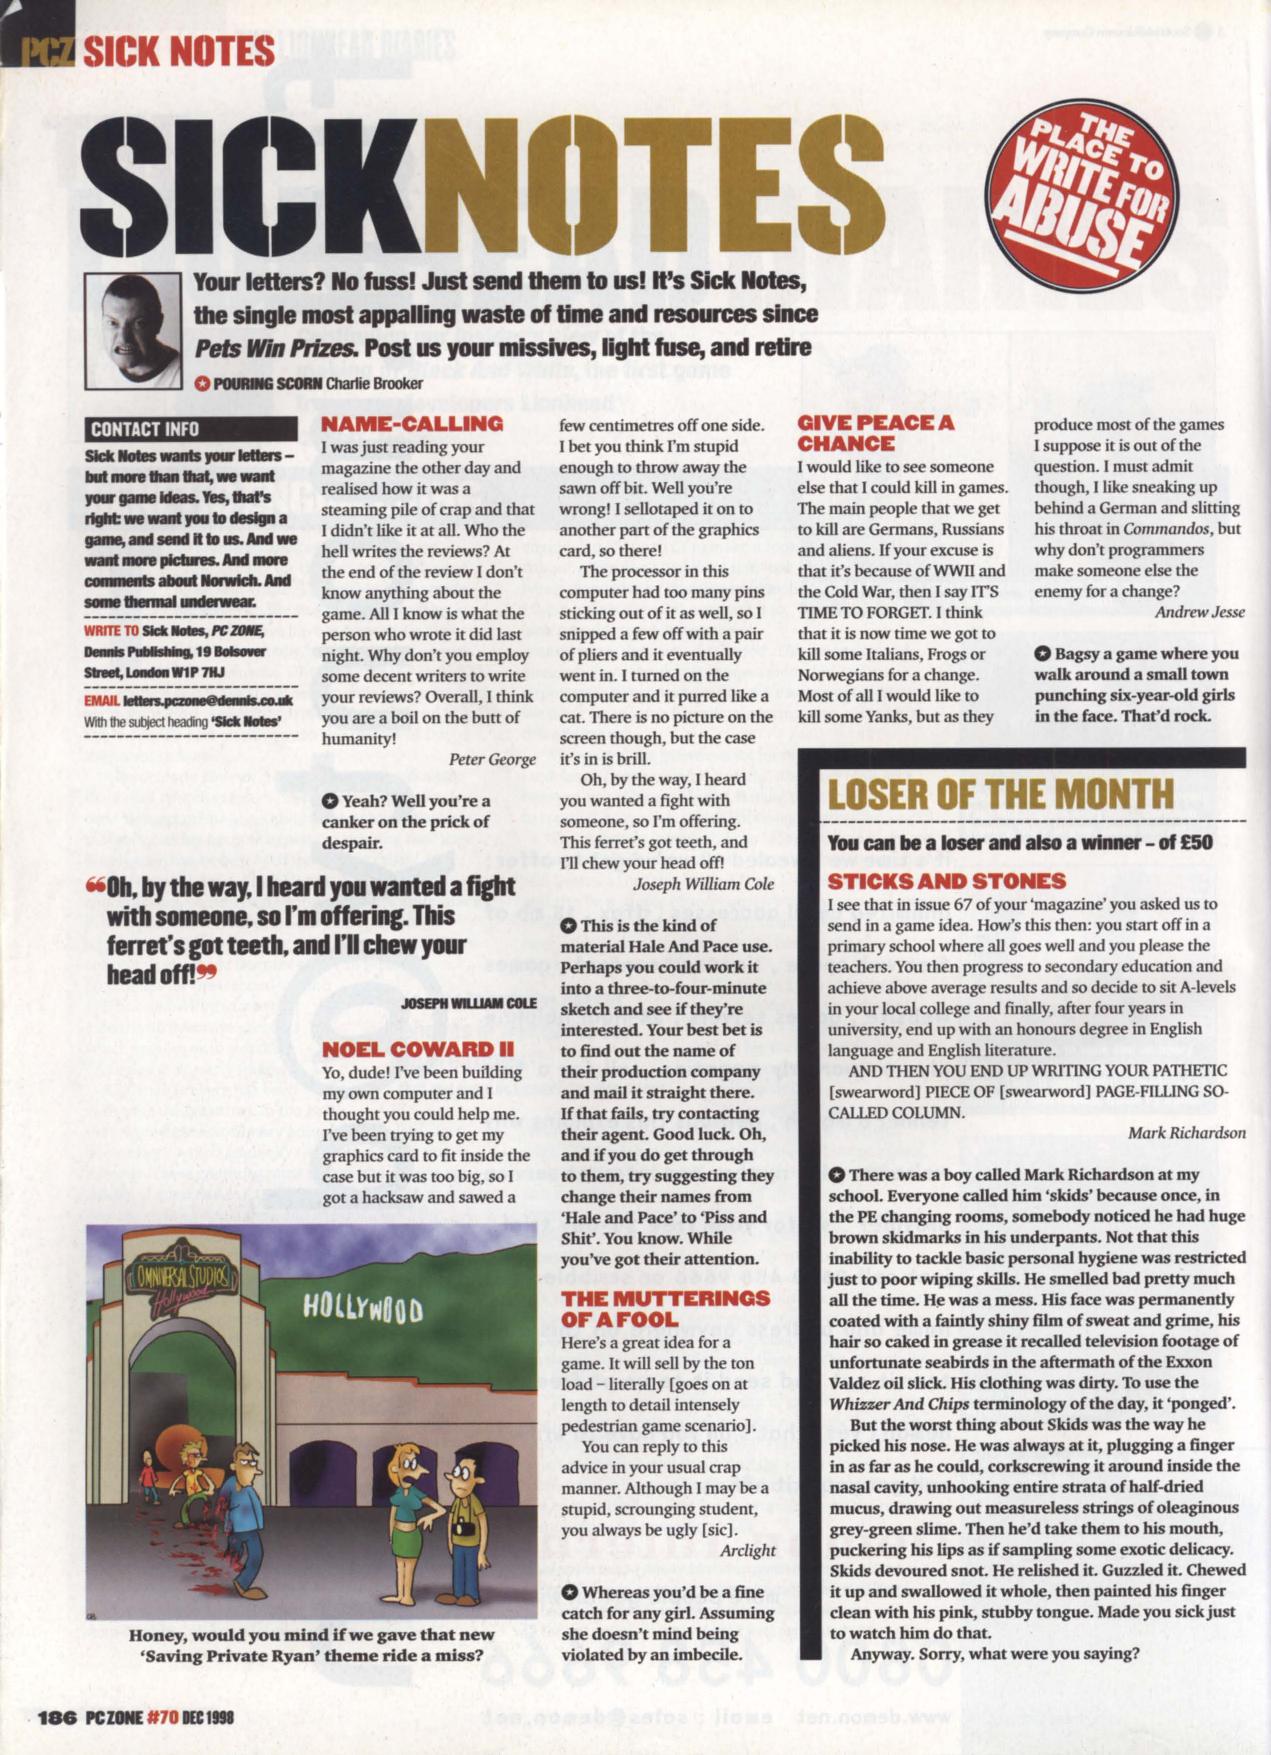 PCZ SICK NOTES
SICKNOTES
THE
PLACE TO
WRITE FOR
ABUSE
Your letters? No fuss! Just send them to us! It's Sick Notes,
the single most appalling waste of time and resources since
Pets Win Prizes. Post us your missives, light fuse, and retire
POURING SCORN Charlie Brooker
CONTACT INFO
Sick Notes wants your letters –
but more than that, we want
your game ideas. Yes, that's
right: we want you to design a
game, and send it to us. And we
want more pictures. And more
comments about Norwich. And
some thermal underwear.
WRITE TO Sick Notes, PC ZONE,
Dennis Publishing, 19 Bolsover
Street, London W1P 7HJ
EMAIL letters.pczone@dennis.co.uk
With the subject heading 'Sick Notes'
NAME-CALLING
I was just reading your
magazine the other day and
realised how it was a
steaming pile of crap and that
I didn't like it at all. Who the
hell writes the reviews? At
the end of the review I don't
know anything about the
game. All I know is what the
person who wrote it did last
night. Why don't you employ
some decent writers to write
your reviews? Overall, I think
you are a boil on the butt of
humanity!
Peter George
Yeah? Well you're a
canker on the prick of
despair.
“Oh, by the way, I heard you wanted a fight
with someone, so I'm offering. This
ferret's got teeth, and I'll chew your
head off!”
JOSEPH WILLIAM COLE
NOEL COWARD II
Yo, dude! I've been building
my own computer and I
thought you could help me.
I've been trying to get my
graphics card to fit inside the
case but it was too big, so I
got a hacksaw and sawed a
few centimetres off one side.
I bet you think I'm stupid
enough to throw away the
sawn off bit. Well you're
wrong! I sellotaped it on to
another part of the graphics
card, so there!
The processor in this
computer had too many pins
sticking out of it as well, so I
snipped a few off with a pair
of pliers and it eventually
went in. I turned on the
computer and it purred like a
cat. There is no picture on the
screen though, but the case
it's in is brill.
Oh, by the way, I heard
you wanted a fight with
someone, so I'm offering.
This ferret's got teeth, and
I'll chew your head off!
Joseph William Cole
This is the kind of
material Hale And Pace use.
Perhaps you could work it
into a three-to-four-minute
sketch and see if they're
interested. Your best bet is
to find out the name of
their production company
and mail it straight there.
If that fails, try contacting
their agent. Good luck. Oh,
and if you do get through
to them, try suggesting they
change their names from
'Hale and Pace' to 'Piss and
Shit'. You know. While
you've got their attention.
THE MUTTERINGS
OF A FOOL
Here's a great idea for a
game. It will sell by the ton
load – literally [goes on at
length to detail intensely
pedestrian game scenario].
You can reply to this
advice in your usual crap
manner. Although I may be a
stupid, scrounging student,
you always be ugly [sic].
Arclight
Whereas you'd be a fine
catch for any girl. Assuming
she doesn't mind being
violated by an imbecile.
GIVE PEACE A
CHANCE
I would like to see someone
else that I could kill in games.
The main people that we get
to kill are Germans, Russians
and aliens. If your excuse is
that it's because of WWII and
the Cold War, then I say IT'S
TIME TO FORGET. I think
that it is now time we got to
kill some Italians, Frogs or
Norwegians for a change.
Most of all I would like to
kill some Yanks, but as they
produce most of the games
I suppose it is out of the
question. I must admit
though, I like sneaking up
behind a German and slitting
his throat in Commandos, but
why don't programmers
make someone else the
enemy for a change?
Andrew Jesse
Bagsy a game where you
walk around a small town
punching six-year-old girls
in the face. That'd rock.
LOSER OF THE MONTH
You can be a loser and also a winner – of £50
STICKS AND STONES
I see that in issue 67 of your 'magazine' you asked us to
send in a game idea. How's this then: you start off in a
primary school where all goes well and you please the
teachers. You then progress to secondary education and
achieve above average results and so decide to sit A-levels
in your local college and finally, after four years in
university, end up with an honours degree in English
language and English literature.
AND THEN YOU END UP WRITING YOUR PATHETIC
[swearword] PIECE OF [swearword] PAGE-FILLING SO-
CALLED COLUMN.
Mark Richardson
There was a boy called Mark Richardson at my
school. Everyone called him 'skids' because once, in
the PE changing rooms, somebody noticed he had huge
brown skidmarks in his underpants. Not that this
inability to tackle basic personal hygiene was restricted
just to poor wiping skills. He smelled bad pretty much
all the time. He was a mess. His face was permanently
coated with a faintly shiny film of sweat and grime, his
hair so caked in grease it recalled television footage of
unfortunate seabirds in the aftermath of the Exxon
Valdez oil slick. His clothing was dirty. To use the
Whizzer And Chips terminology of the day, it 'ponged'.
But the worst thing about Skids was the way he
picked his nose. He was always at it, plugging a finger
in as far as he could, corkscrewing it around inside the
nasal cavity, unhooking entire strata of half-dried
mucus, drawing out measureless strings of oleaginous
grey-green slime. Then he'd take them to his mouth,
puckering his lips as if sampling some exotic delicacy.
Skids devoured snot. He relished it. Guzzled it. Chewed
it up and swallowed it whole, then painted his finger
clean with his pink, stubby tongue. Made you sick just
to watch him do that.
Anyway. Sorry, what were you saying?
OMNIVERSAL STUDIOS
Hollywood
HOLLYWOOD
Honey, would you mind if we gave that new
'Saving Private Ryan' theme ride a miss?
186 PC ZONE #70 DEC 1998